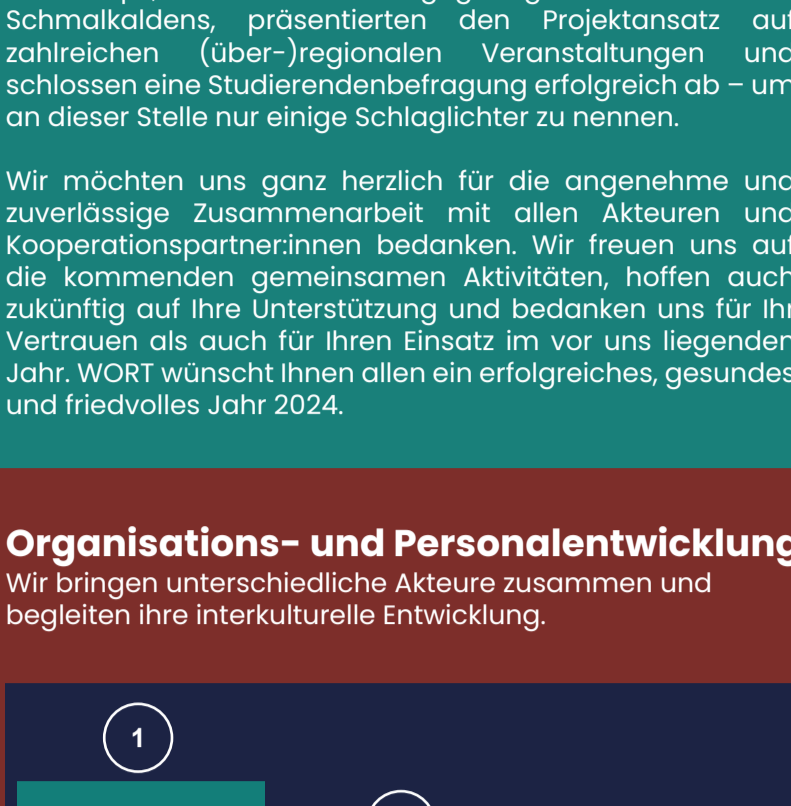 Schmalkaldens, präsentierten den Projektansatz auf
zahlreichen (über-)regionalen Veranstaltungen und
schlossen eine Studierendenbefragung erfolgreich ab – um
an dieser Stelle nur einige Schlaglichter zu nennen.
Wir möchten uns ganz herzlich für die angenehme und
zuverlässige Zusammenarbeit mit allen Akteuren und
Kooperationspartner:innen bedanken. Wir freuen uns auf
die kommenden gemeinsamen Aktivitäten, hoffen auch
zukünftig auf Ihre Unterstützung und bedanken uns für Ihr
Vertrauen als auch für Ihren Einsatz im vor uns liegenden
Jahr. WORT wünscht Ihnen allen ein erfolgreiches, gesundes
und friedvolles Jahr 2024.
Organisations- und Personalentwicklung
Wir bringen unterschiedliche Akteure zusammen und
begleiten ihre interkulturelle Entwicklung.
1